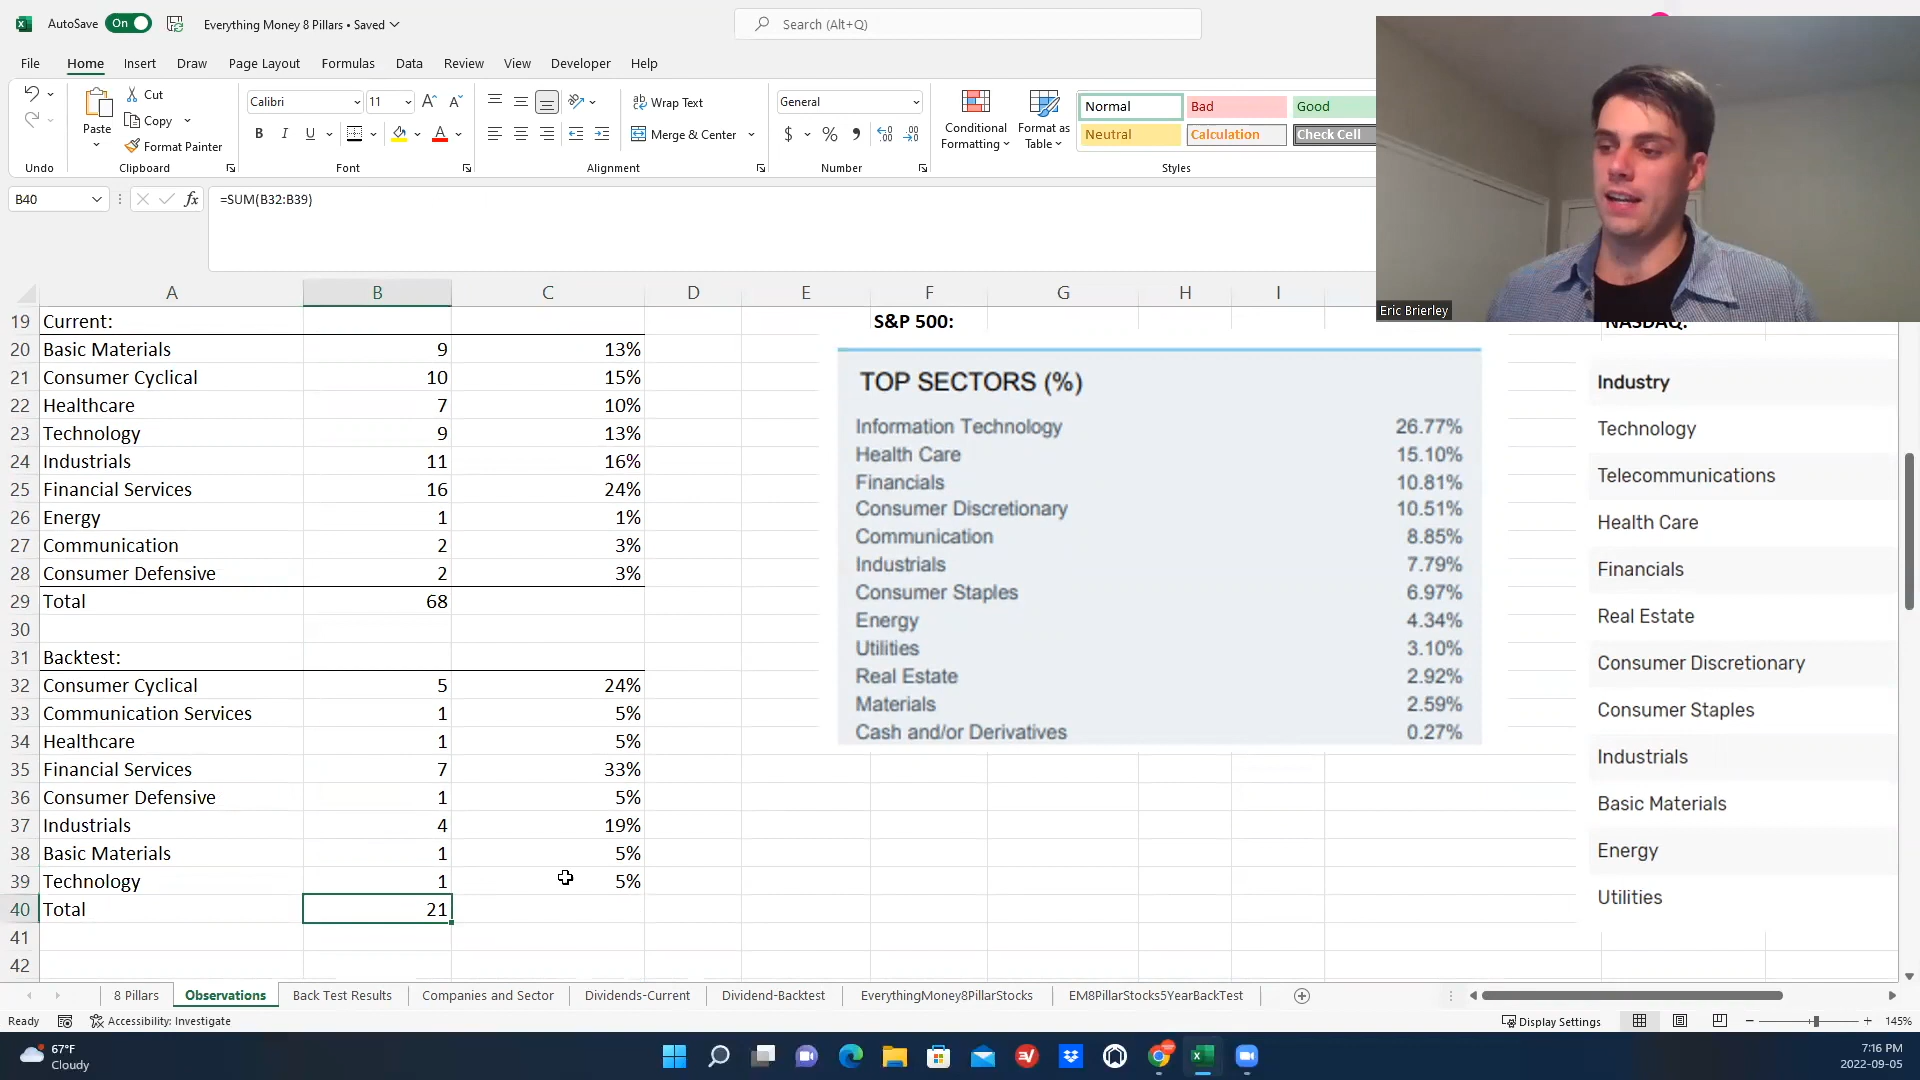 AutoSave On Everything Money 8 Pillars • Saved Search (Alt+Q)
File Home Insert Draw Page Layout Formulas Data Review View Developer Help
Cut Calibri 11 Wrap Text General Normal Bad Good
Paste Copy Conditional Format as
B I U Merge & Center $ % Neutral Calculation Check Cell
Format Painter Formatting Table
Undo Clipboard Font Alignment Number Styles
B40 fx =SUM(B32:B39)
Eric Brierley
A B C D E F G H I
19 Current: S&P 500: NASDAQ:
20 Basic Materials 9 13%
21 Consumer Cyclical 10 15%
22 Healthcare 7 10%
23 Technology 9 13%
24 Industrials 11 16%
25 Financial Services 16 24%
26 Energy 1 1%
27 Communication 2 3%
28 Consumer Defensive 2 3%
29 Total 68
30
31 Backtest:
32 Consumer Cyclical 5 24%
33 Communication Services 1 5%
34 Healthcare 1 5%
35 Financial Services 7 33%
36 Consumer Defensive 1 5%
37 Industrials 4 19%
38 Basic Materials 1 5%
39 Technology 1 5%
40 Total 21
41
42
TOP SECTORS (%)
Information Technology 26.77%
Health Care 15.10%
Financials 10.81%
Consumer Discretionary 10.51%
Communication 8.85%
Industrials 7.79%
Consumer Staples 6.97%
Energy 4.34%
Utilities 3.10%
Real Estate 2.92%
Materials 2.59%
Cash and/or Derivatives 0.27%
Industry
Technology
Telecommunications
Health Care
Financials
Real Estate
Consumer Discretionary
Consumer Staples
Industrials
Basic Materials
Energy
Utilities
8 Pillars Observations Back Test Results Companies and Sector Dividends-Current Dividend-Backtest EverythingMoney8PillarStocks EM8PillarStocks5YearBackTest
Ready Accessibility: Investigate Display Settings 145%
67°F
Cloudy
7:16 PM
2022-09-05